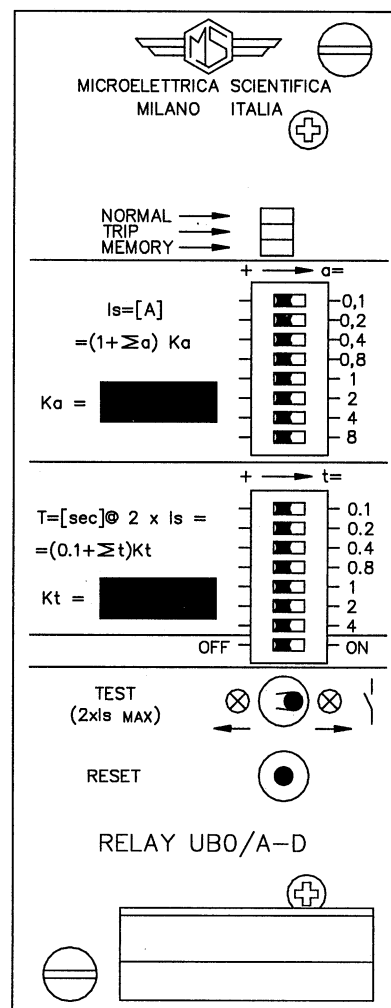 MS
MICROELETTRICA SCIENTIFICA
MILANO ITALIA
NORMAL
TRIP
MEMORY
+ a=
Is=[A]
=(1+Σa) Ka
Ka =
0,1
0,2
0,4
0,8
1
2
4
8
+ t=
T=[sec]@ 2 x Is =
=(0.1+Σt)Kt
Kt =
0.1
0.2
0.4
0.8
1
2
4
OFF ON
TEST
(2xIs MAX)
RESET
RELAY UB0/A-D